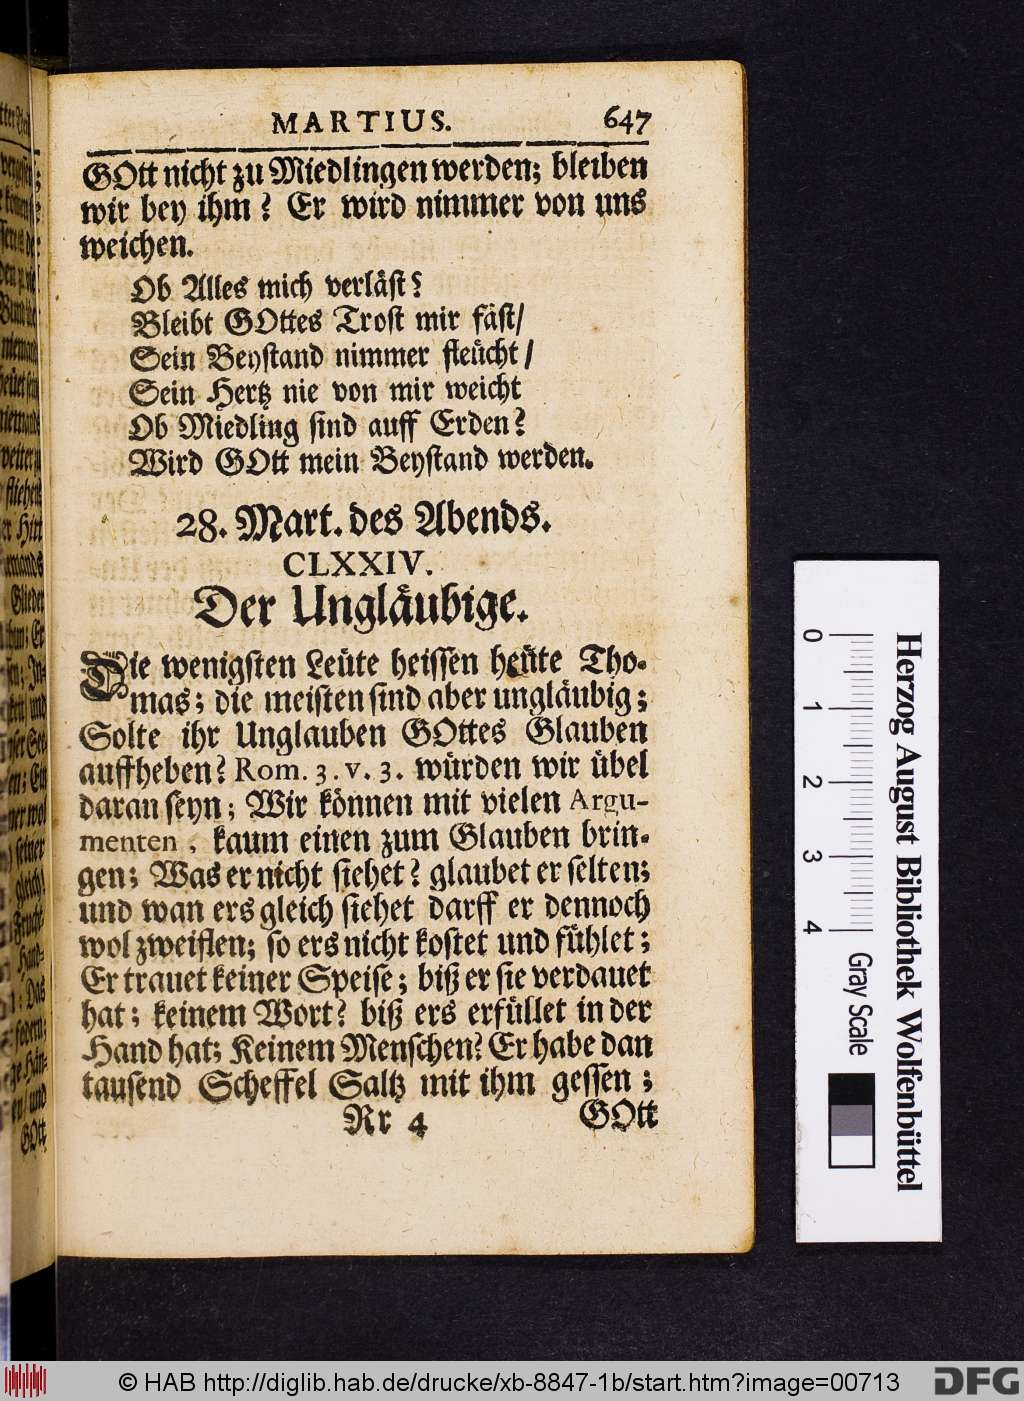 MARTIUS. 647
GOtt nicht zu Miedlingen werden; bleiben
wir bey ihm? Er wird nimmer von uns
weichen.
Ob Alles mich verläst?
Bleibt GOttes Trost mir fäst/
Sein Beystand nimmer fleücht/
Sein Hertz nie von mir weicht
Ob Miedling sind auff Erden?
Wird GOtt mein Beystand werden.
28. Mart. des Abends.
CLXXIV.
Der Ungläubige.
Die wenigsten Leüte heissen heüte Tho-
mas; die meisten sind aber ungläubig;
Solte ihr Unglauben GOttes Glauben
auffheben? Rom. 3. v. 3. würden wir übel
daran seyn; Wir können mit vielen Argu-
menten, kaum einen zum Glauben brin-
gen; Was er nicht siehet? glaubet er selten;
und wan ers gleich siehet darff er dennoch
wol zweiflen; so ers nicht kostet und fühlet;
Er trauet keiner Speise; biß er sie verdauet
hat; keinem Wort? biß ers erfüllet in der
Hand hat; Keinem Menschen? Er habe dan
tausend Scheffel Saltz mit ihm gessen;
Rr 4 GOtt
0 1 2 3 4
Gray Scale
Herzog August Bibliothek Wolfenbüttel
© HAB http://diglib.hab.de/drucke/xb-8847-1b/start.htm?image=00713
DFG